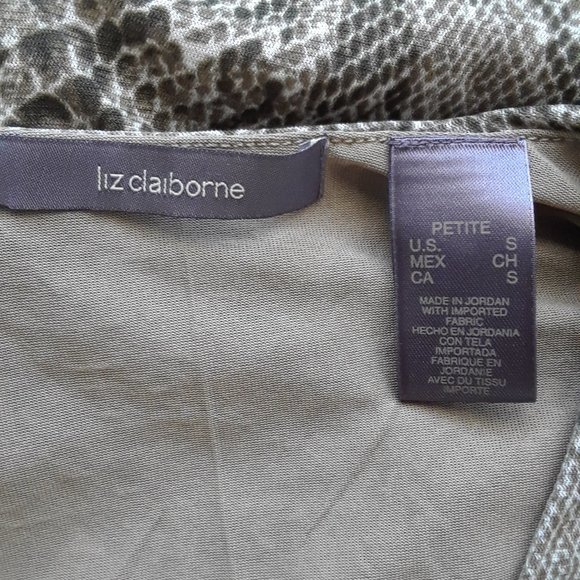 liz claiborne
PETITE
U.S. S
MEX CH
CA S
MADE IN JORDAN
WITH IMPORTED
FABRIC
HECHO EN JORDANIA
CON TELA
IMPORTADA
FABRIQUE EN
JORDANIE
AVEC DU TISSU
IMPORTE